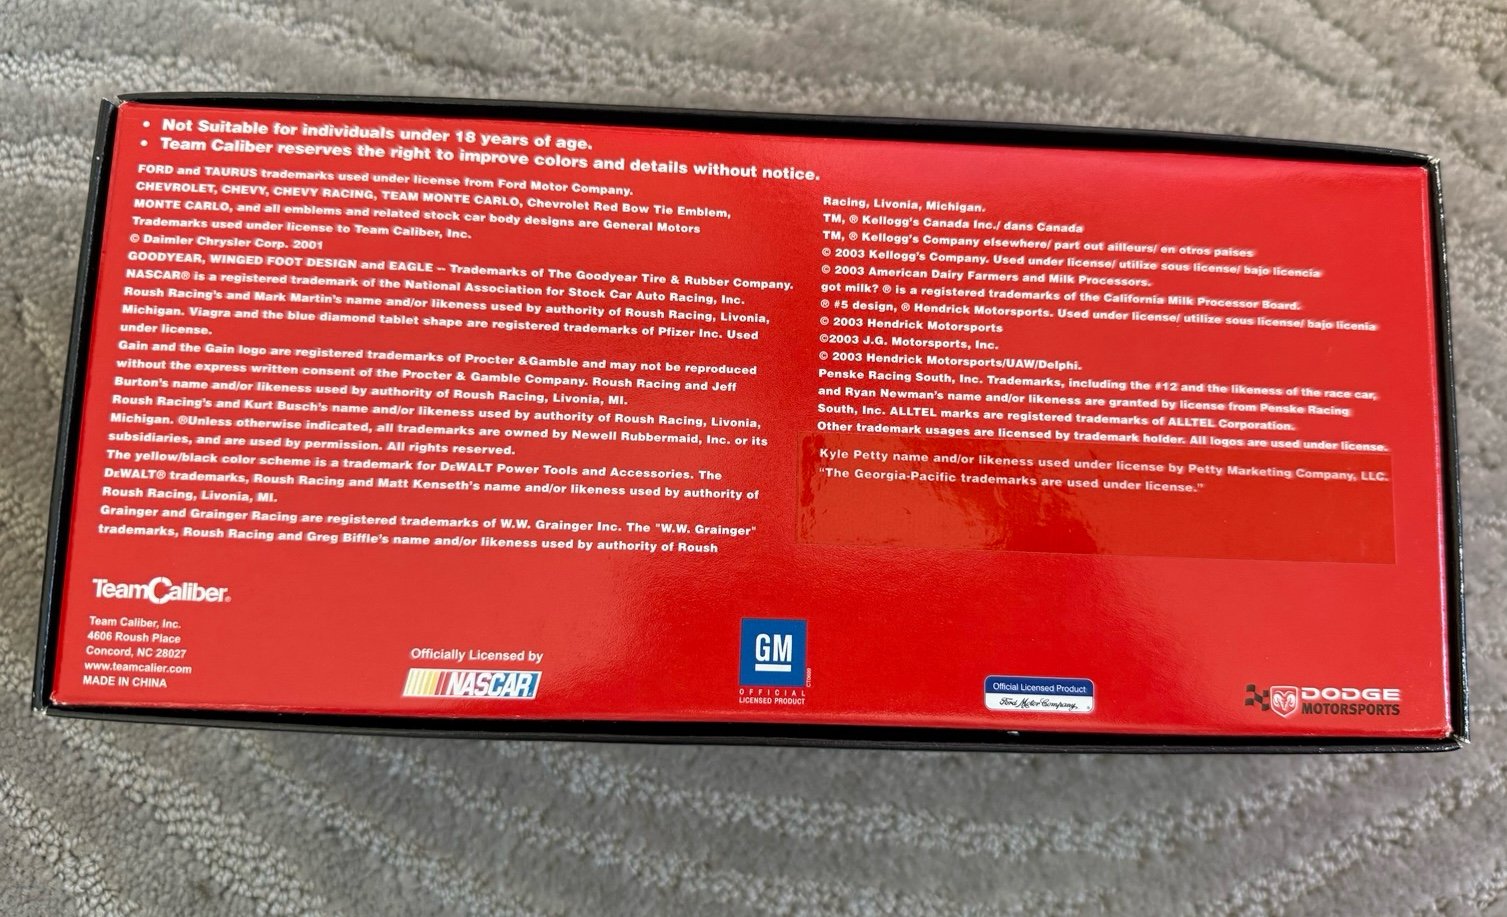 • Not Suitable for individuals under 18 years of age.
• Team Caliber reserves the right to improve colors and details without notice.
FORD and TAURUS trademarks used under license from Ford Motor Company.
CHEVROLET, CHEVY, CHEVY RACING, TEAM MONTE CARLO, Chevrolet Red Bow Tie Emblem,
MONTE CARLO, and all emblems and related stock car body designs are General Motors
Trademarks used under license to Team Caliber, Inc.
© Daimler Chrysler Corp. 2001
GOODYEAR, WINGED FOOT DESIGN and EAGLE -- Trademarks of The Goodyear Tire & Rubber Company.
NASCAR® is a registered trademark of the National Association for Stock Car Auto Racing, Inc.
Roush Racing's and Mark Martin's name and/or likeness used by authority of Roush Racing, Livonia,
Michigan. Viagra and the blue diamond tablet shape are registered trademarks of Pfizer Inc. Used
under license.
Gain and the Gain logo are registered trademarks of Procter &Gamble and may not be reproduced
without the express written consent of the Procter & Gamble Company. Roush Racing and Jeff
Burton's name and/or likeness used by authority of Roush Racing, Livonia, MI.
Roush Racing's and Kurt Busch's name and/or likeness used by authority of Roush Racing, Livonia,
Michigan. ®Unless otherwise indicated, all trademarks are owned by Newell Rubbermaid, Inc. or its
subsidiaries, and are used by permission. All rights reserved.
The yellow/black color scheme is a trademark for DEWALT Power Tools and Accessories. The
DEWALT® trademarks, Roush Racing and Matt Kenseth's name and/or likeness used by authority of
Roush Racing, Livonia, MI.
Grainger and Grainger Racing are registered trademarks of W.W. Grainger Inc. The "W.W. Grainger"
trademarks, Roush Racing and Greg Biffle's name and/or likeness used by authority of Roush
Racing, Livonia, Michigan.
TM, ® Kellogg's Canada Inc./ dans Canada
TM, ® Kellogg's Company elsewhere/ part out ailleurs/ en otros paises
© 2003 Kellogg's Company. Used under license/ utilize sous license/ bajo licencia
© 2003 American Dairy Farmers and Milk Processors.
got milk? ® is a registered trademarks of the California Milk Processor Board.
® #5 design, ® Hendrick Motorsports. Used under license/ utilize sous license/ bajo licenia
© 2003 Hendrick Motorsports
©2003 J.G. Motorsports, Inc.
© 2003 Hendrick Motorsports/UAW/Delphi.
Penske Racing South, Inc. Trademarks, including the #12 and the likeness of the race car,
and Ryan Newman's name and/or likeness are granted by license from Penske Racing
South, Inc. ALLTEL marks are registered trademarks of ALLTEL Corporation.
Other trademark usages are licensed by trademark holder. All logos are used under license.
Kyle Petty name and/or likeness used under license by Petty Marketing Company, LLC.
"The Georgia-Pacific trademarks are used under license."
TeamCaliber®
Team Caliber, Inc.
4606 Roush Place
Concord, NC 28027
www.teamcalier.com
MADE IN CHINA
Officially Licensed by
NASCAR
GM
OFFICIAL
LICENSED PRODUCT
Official Licensed Product
Ford Motor Company.
DODGE
MOTORSPORTS